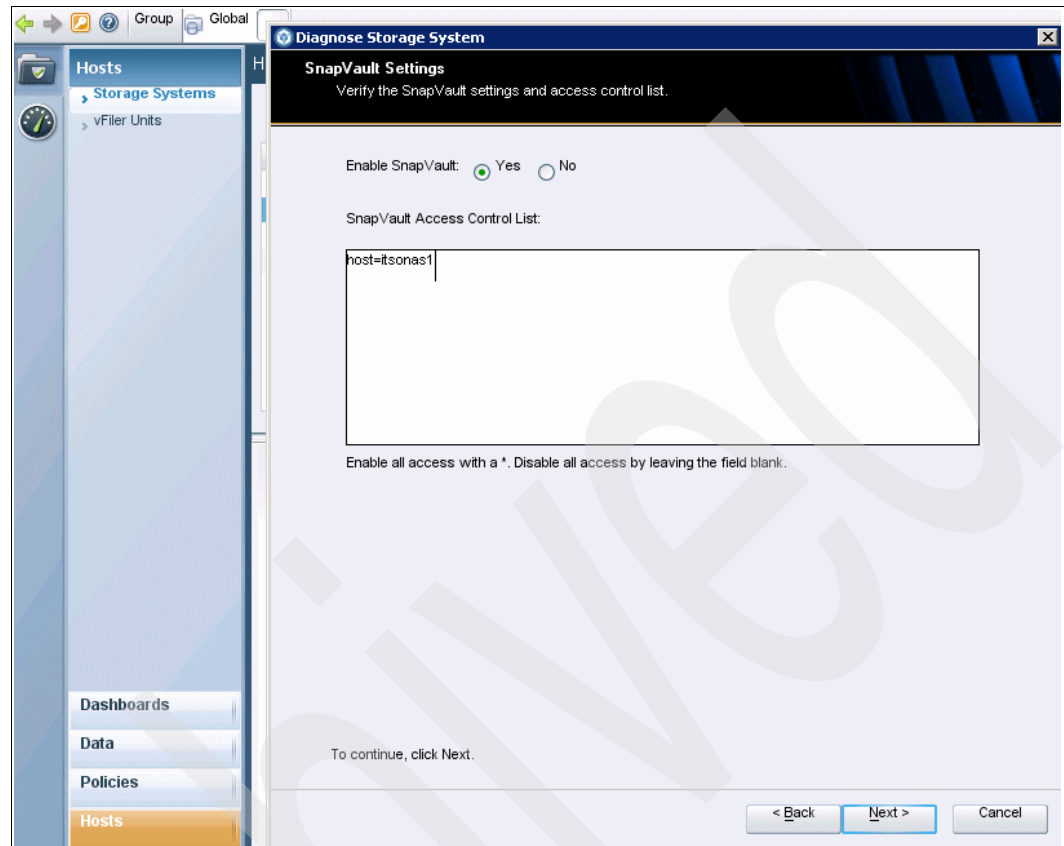 Group
Global
Diagnose Storage System
Hosts
H
SnapVault Settings
Storage Systems
Verify the SnapVault settings and access control list.
vFiler Units
Enable SnapVault:
Yes
No
SnapVault Access Control List:
host=itsonas1
Enable all access with a *. Disable all access by leaving the field blank.
Dashboards
Data
To continue, click Next.
Policies
Hosts
< Back
Next >
Cancel
hived